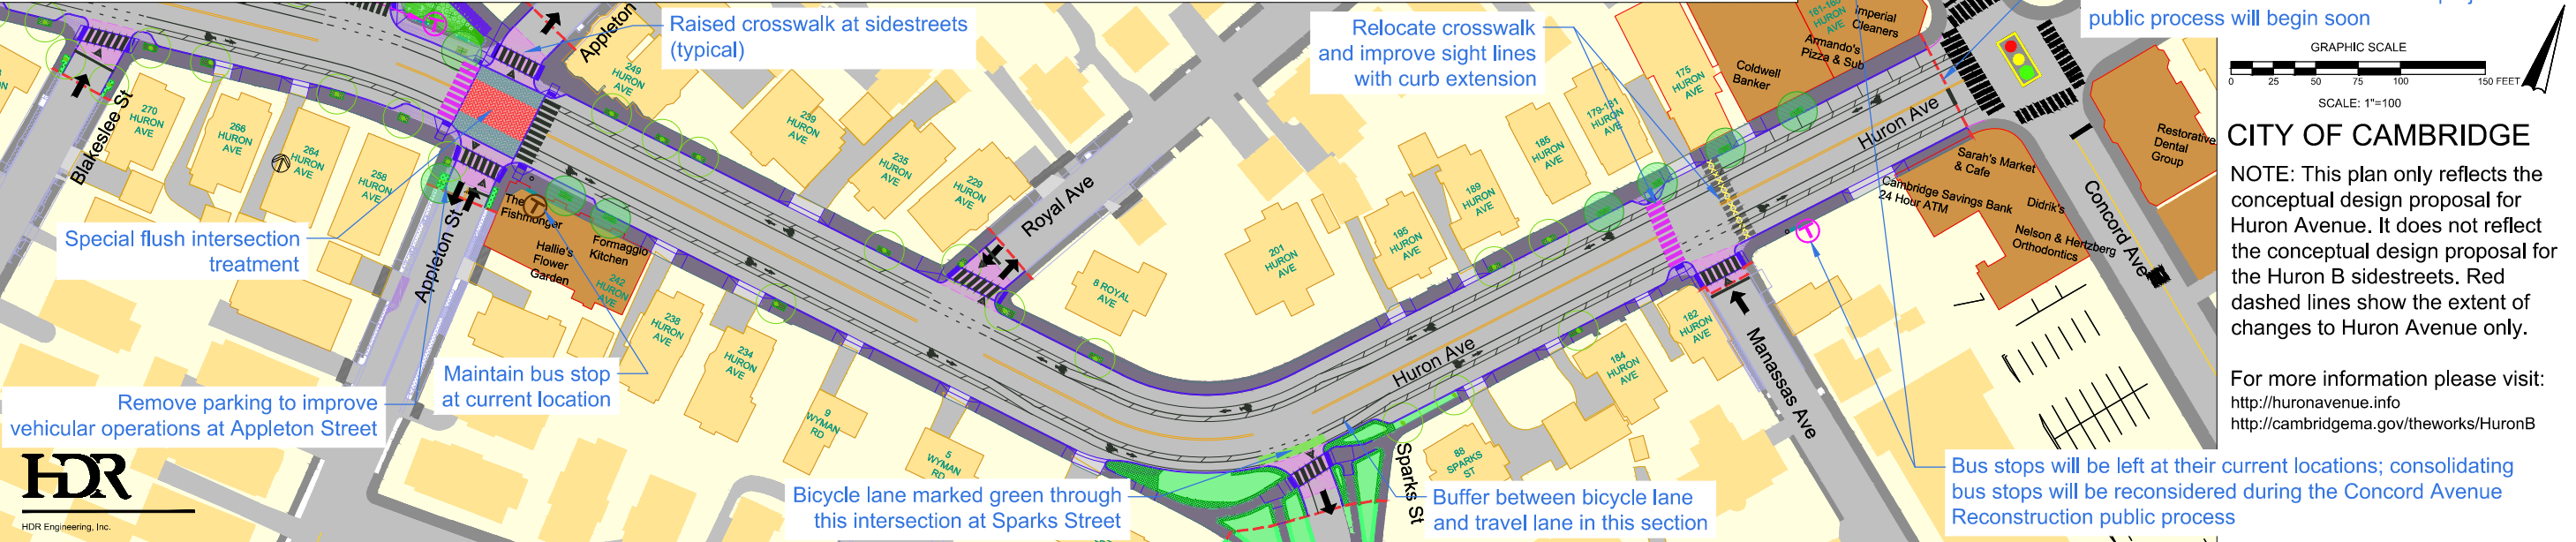 Raised crosswalk at sidestreets
(typical)
Relocate crosswalk
and improve sight lines
with curb extension
public process will begin soon
GRAPHIC SCALE
0 25 50 75 100 150 FEET
SCALE: 1"=100
CITY OF CAMBRIDGE
NOTE: This plan only reflects the
conceptual design proposal for
Huron Avenue. It does not reflect
the conceptual design proposal for
the Huron B sidestreets. Red
dashed lines show the extent of
changes to Huron Avenue only.
For more information please visit:
http://huronavenue.info
http://cambridgema.gov/theworks/HuronB
Blakeslee St
270
HURON
AVE
266
HURON
AVE
264
HURON
AVE
258
HURON
AVE
Appleton
249
HURON
AVE
239
HURON
AVE
235
HURON
AVE
229
HURON
AVE
Royal Ave
8 ROYAL
AVE
201
HURON
AVE
195
HURON
AVE
189
HURON
AVE
185
HURON
AVE
179-181
HURON
AVE
175
HURON
AVE
Coldwell
Banker
HURON
AVE
Imperial
Cleaners
Armando's
Pizza & Sub
Huron Ave
Restorative
Dental
Group
Sarah's Market
& Cafe
Cambridge Savings Bank
24 Hour ATM
Didrik's
Nelson & Hertzberg
Orthodontics
Concord Ave
Special flush intersection
treatment
Appleton St
The
Fishmonger
T
Hallie's
Flower
Garden
Formaggio
Kitchen
242
HURON
AVE
238
HURON
AVE
234
HURON
AVE
9
WYMAN
RD
5
WYMAN
RD
Huron Ave
184
HURON
AVE
182
HURON
AVE
T
Manassas Ave
88
SPARKS
ST
Sparks St
Maintain bus stop
at current location
Remove parking to improve
vehicular operations at Appleton Street
Bicycle lane marked green through
this intersection at Sparks Street
Buffer between bicycle lane
and travel lane in this section
Bus stops will be left at their current locations; consolidating
bus stops will be reconsidered during the Concord Avenue
Reconstruction public process
HDR
HDR Engineering, Inc.